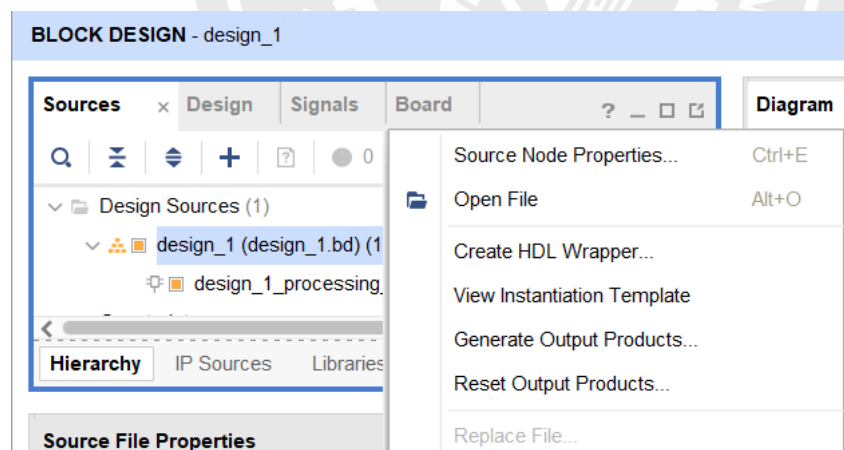 BLOCK DESIGN - design_1
Sources × Design Signals Board ? Diagram
0
Source Node Properties... Ctrl+E
Design Sources (1)
Open File Alt+O
design_1 (design_1.bd) (1
Create HDL Wrapper...
design_1_processing_
View Instantiation Template
Generate Output Products...
Hierarchy IP Sources Libraries
Reset Output Products...
Source File Properties
Replace File...